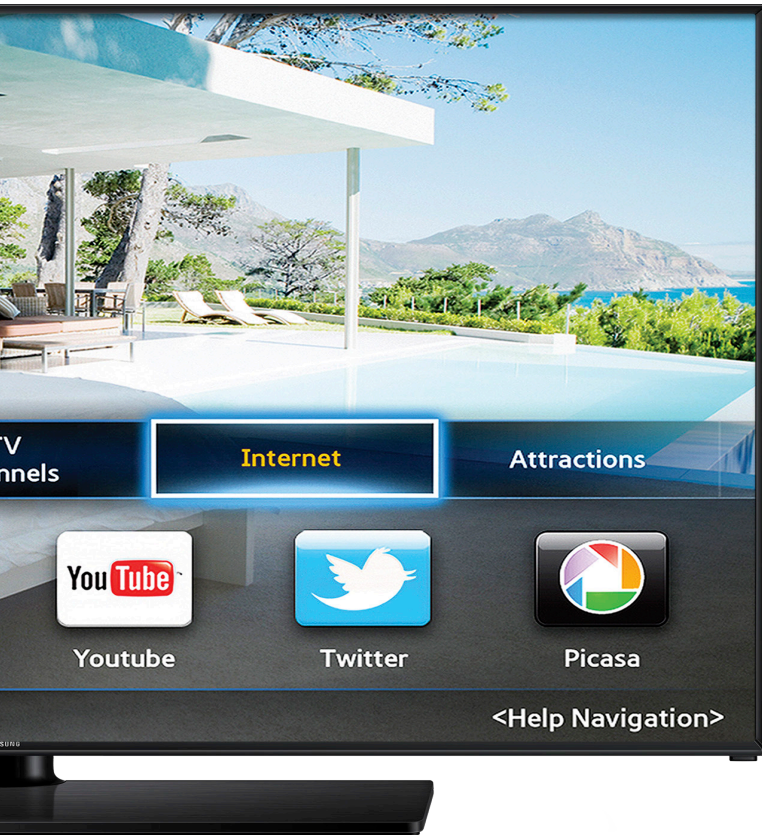 TV
nnels
Internet
Attractions
YouTube
Youtube
Twitter
Picasa
<Help Navigation>
SUNG